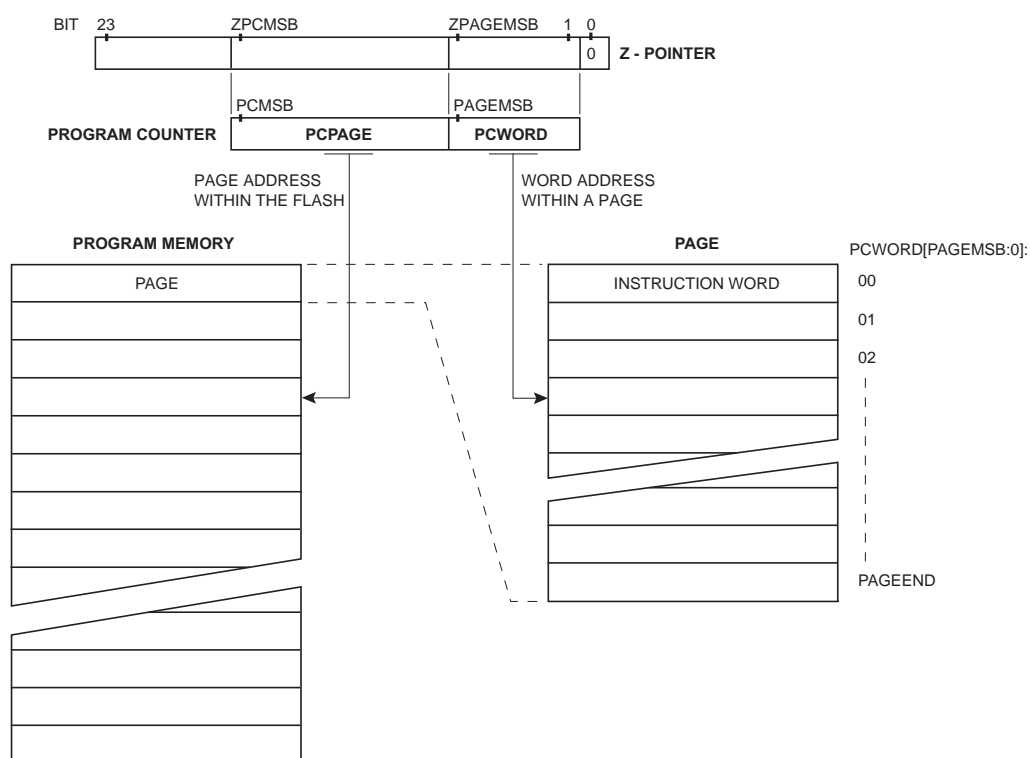 BIT 23 ZPCMSB ZPAGEMSB 1 0
0 Z - POINTER
PCMSB PAGEMSB
PROGRAM COUNTER PCPAGE PCWORD
PAGE ADDRESS
WITHIN THE FLASH
WORD ADDRESS
WITHIN A PAGE
PROGRAM MEMORY
PAGE
PAGE
INSTRUCTION WORD
PCWORD[PAGEMSB:0]:
00
01
02
PAGEEND